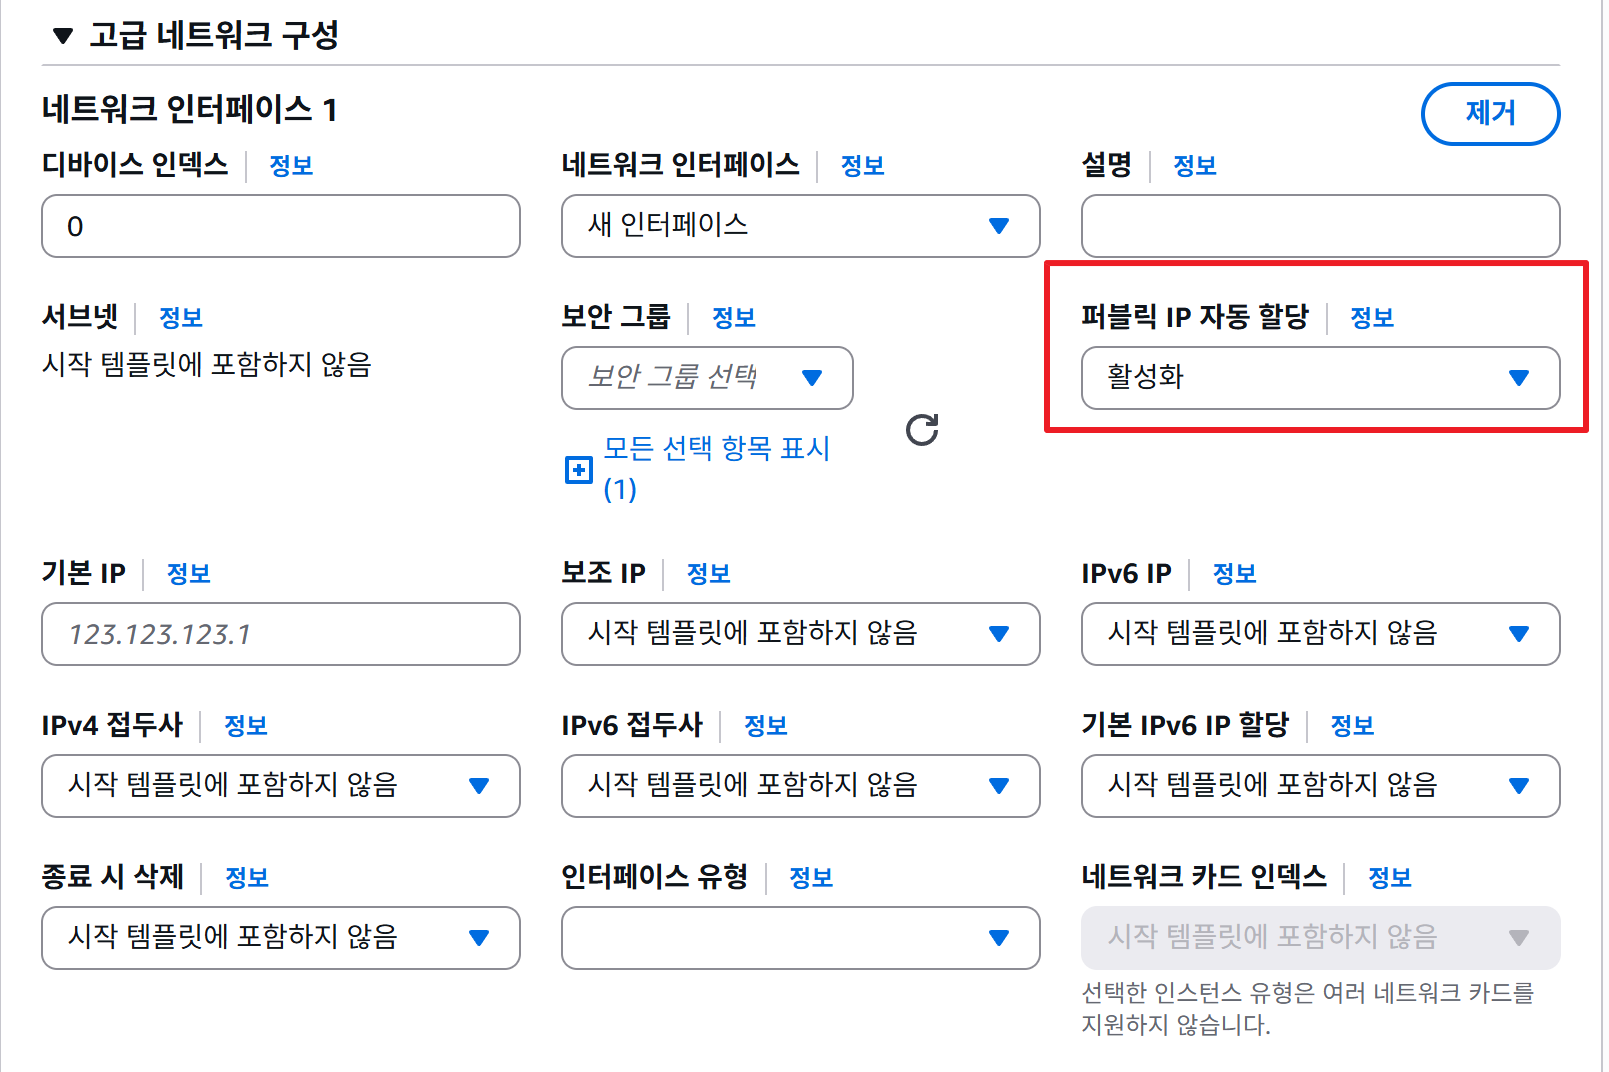 고급 네트워크 구성
네트워크 인터페이스 1
제거
디바이스 인덱스 정보
네트워크 인터페이스 정보
설명 정보
0
새 인터페이스
서브넷 정보
보안 그룹 정보
퍼블릭 IP 자동 할당 정보
시작 템플릿에 포함하지 않음
보안 그룹 선택
활성화
모든 선택 항목 표시
(1)
기본 IP 정보
보조 IP 정보
IPv6 IP 정보
123.123.123.1
시작 템플릿에 포함하지 않음
시작 템플릿에 포함하지 않음
IPv4 접두사 정보
IPv6 접두사 정보
기본 IPv6 IP 할당 정보
시작 템플릿에 포함하지 않음
시작 템플릿에 포함하지 않음
시작 템플릿에 포함하지 않음
종료 시 삭제 정보
인터페이스 유형 정보
네트워크 카드 인덱스 정보
시작 템플릿에 포함하지 않음
시작 템플릿에 포함하지 않음
선택한 인스턴스 유형은 여러 네트워크 카드를
지원하지 않습니다.